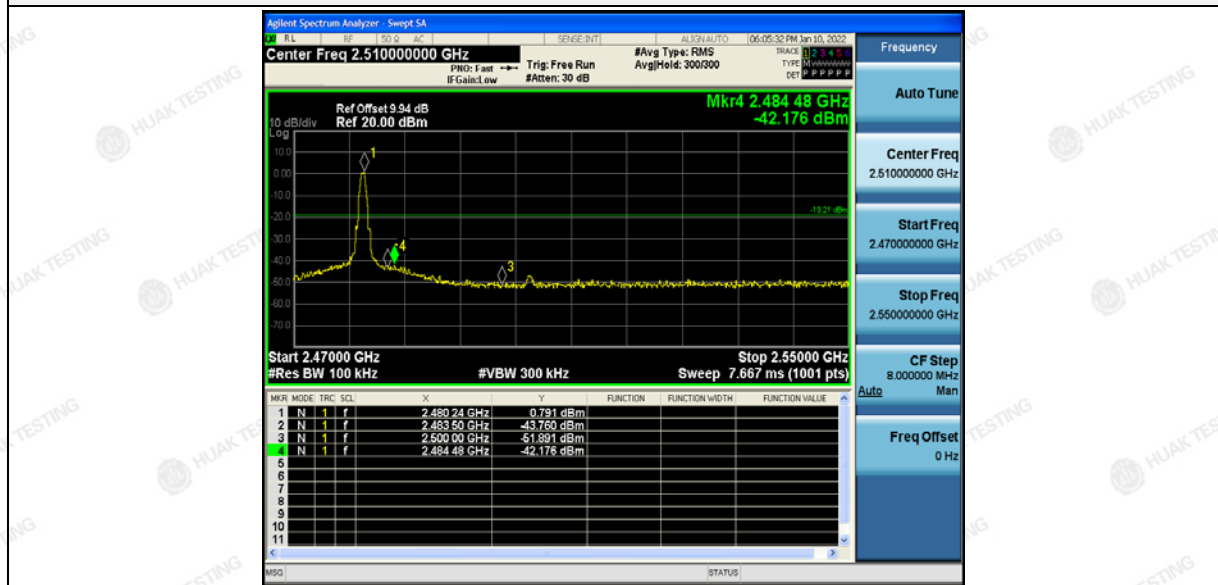 Agilent Spectrum Analyzer - Swept SA
RL RF 50 Ω AC SENSE:INT ALIGNAUTO 06:05:32 PM Jan 10, 2022
Center Freq 2.510000000 GHz
PNO: Fast
IFGain:Low
Trig: Free Run
#Atten: 30 dB
#Avg Type: RMS
Avg|Hold: 300/300
TRACE 1 2 3 4 5 6
TYPE M W W W W W
DET P P P P P P
Frequency
Auto Tune
Center Freq
2.510000000 GHz
Start Freq
2.470000000 GHz
Stop Freq
2.550000000 GHz
CF Step
8.000000 MHz
Auto Man
Freq Offset
0 Hz
Mkr4 2.484 48 GHz
-42.176 dBm
Ref Offset 9.94 dB
10 dB/div Ref 20.00 dBm
Log
10.0
0.00
-10.0
-20.0
-30.0
-40.0
-50.0
-60.0
-70.0
1
4
3
-19.21 dBm
Start 2.47000 GHz Stop 2.55000 GHz
#Res BW 100 kHz #VBW 300 kHz Sweep 7.667 ms (1001 pts)
MKR MODE TRC SCL X Y FUNCTION FUNCTION WIDTH FUNCTION VALUE
1 N 1 f 2.480 24 GHz 0.791 dBm
2 N 1 f 2.483 50 GHz -43.760 dBm
3 N 1 f 2.500 00 GHz -51.891 dBm
4 N 1 f 2.484 48 GHz -42.176 dBm
5
6
7
8
9
10
11
MSG STATUS
HUAK TESTING
HUAK TESTING
HUAK TESTING
HUAK TESTING